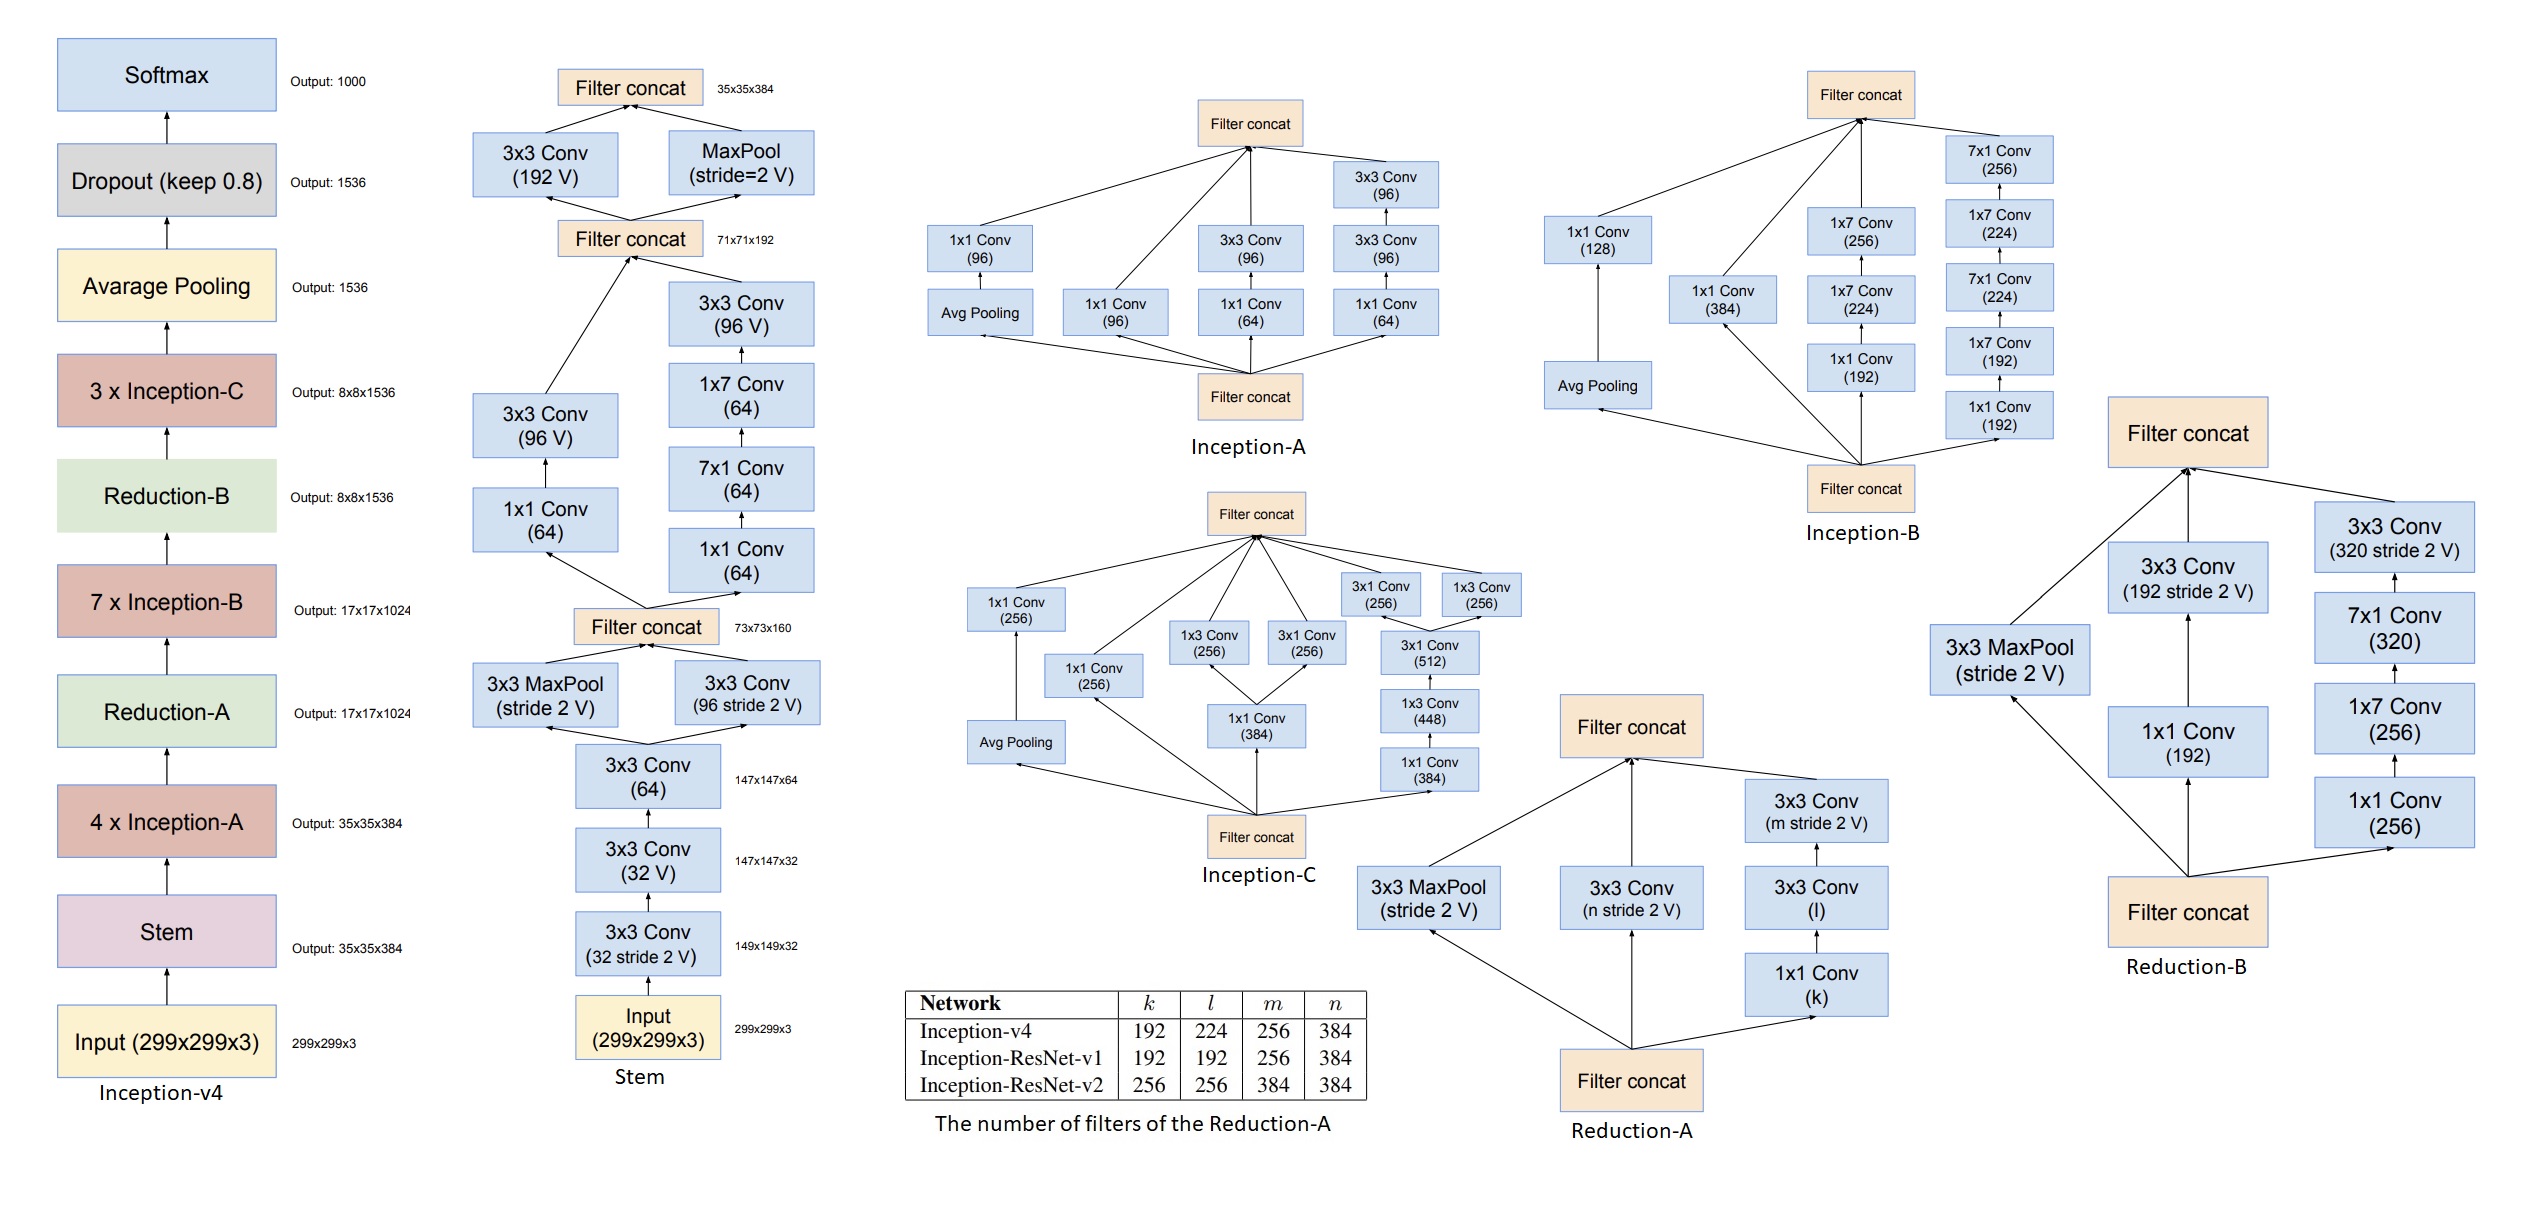 Softmax
Output: 1000
Dropout (keep 0.8)
Output: 1536
Avarage Pooling
Output: 1536
3 x Inception-C
Output: 8x8x1536
Reduction-B
Output: 8x8x1536
7 x Inception-B
Output: 17x17x1024
Reduction-A
Output: 17x17x1024
4 x Inception-A
Output: 35x35x384
Stem
Output: 35x35x384
Input (299x299x3)
299x299x3
Inception-v4
Filter concat
35x35x384
3x3 Conv
(192 V)
MaxPool
(stride=2 V)
Filter concat
71x71x192
3x3 Conv
(96 V)
1x7 Conv
(64)
3x3 Conv
(96 V)
7x1 Conv
(64)
1x1 Conv
(64)
1x1 Conv
(64)
Filter concat
73x73x160
3x3 MaxPool
(stride 2 V)
3x3 Conv
(96 stride 2 V)
3x3 Conv
(64)
147x147x64
3x3 Conv
(32 V)
147x147x32
3x3 Conv
(32 stride 2 V)
149x149x32
Input
(299x299x3)
299x299x3
Stem
Filter concat
3x3 Conv
(96)
1x1 Conv
(96)
3x3 Conv
(96)
3x3 Conv
(96)
Avg Pooling
1x1 Conv
(96)
1x1 Conv
(64)
1x1 Conv
(64)
Filter concat
Inception-A
Filter concat
7x1 Conv
(256)
1x1 Conv
(128)
1x7 Conv
(256)
1x7 Conv
(224)
1x1 Conv
(384)
1x7 Conv
(224)
7x1 Conv
(224)
Avg Pooling
1x1 Conv
(192)
1x7 Conv
(192)
1x1 Conv
(192)
Filter concat
Inception-B
Filter concat
1x1 Conv
(256)
3x1 Conv
(256)
1x3 Conv
(256)
1x1 Conv
(256)
1x3 Conv
(256)
3x1 Conv
(256)
3x1 Conv
(512)
Avg Pooling
1x1 Conv
(384)
1x3 Conv
(448)
1x1 Conv
(384)
Filter concat
Inception-C
Filter concat
3x3 Conv
(m stride 2 V)
3x3 MaxPool
(stride 2 V)
3x3 Conv
(n stride 2 V)
3x3 Conv
(l)
1x1 Conv
(k)
Filter concat
Reduction-A
Filter concat
3x3 Conv
(320 stride 2 V)
3x3 Conv
(192 stride 2 V)
7x1 Conv
(320)
3x3 MaxPool
(stride 2 V)
1x7 Conv
(256)
1x1 Conv
(192)
1x1 Conv
(256)
Filter concat
Reduction-B
Network k l m n
Inception-v4 192 224 256 384
Inception-ResNet-v1 192 192 256 384
Inception-ResNet-v2 256 256 384 384
The number of filters of the Reduction-A